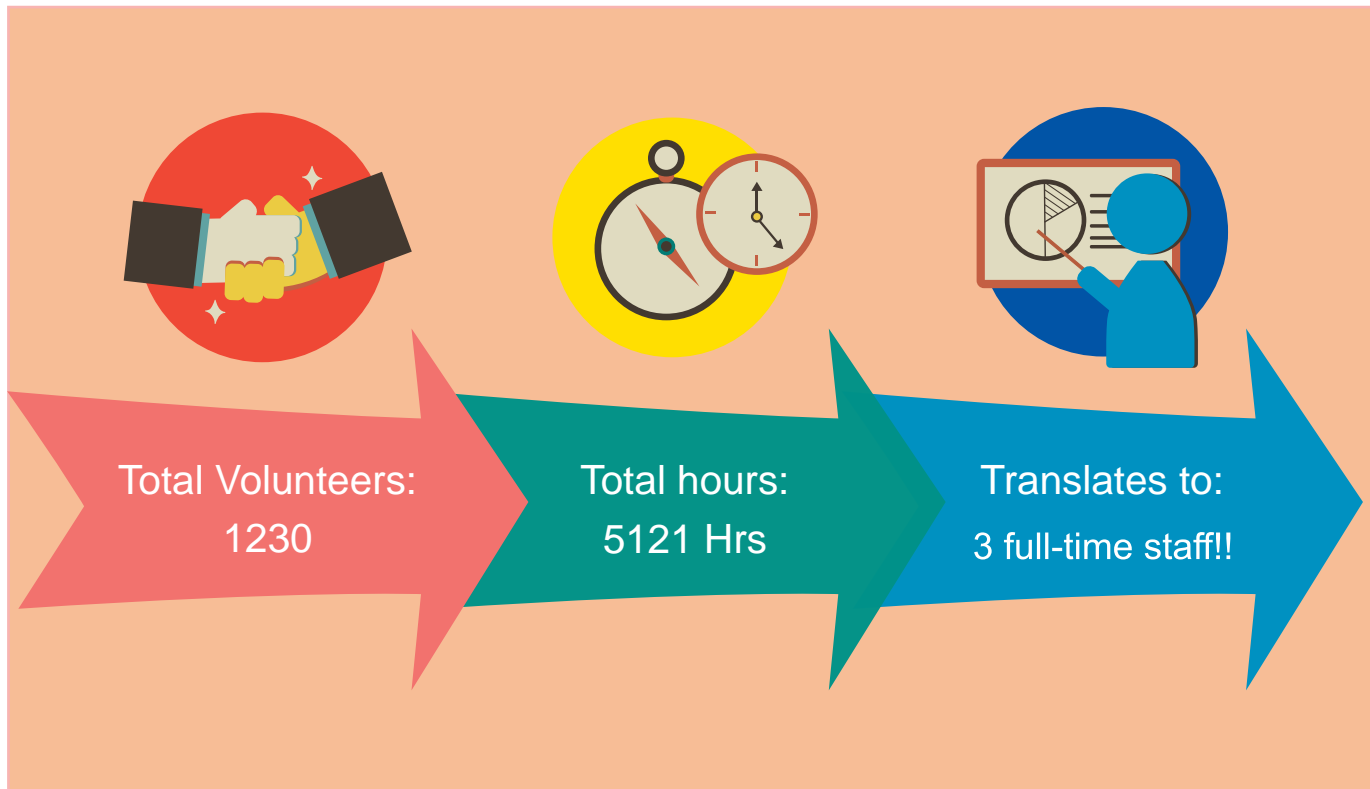 Total Volunteers:
1230
Total hours:
5121 Hrs
Translates to:
3 full-time staff!!